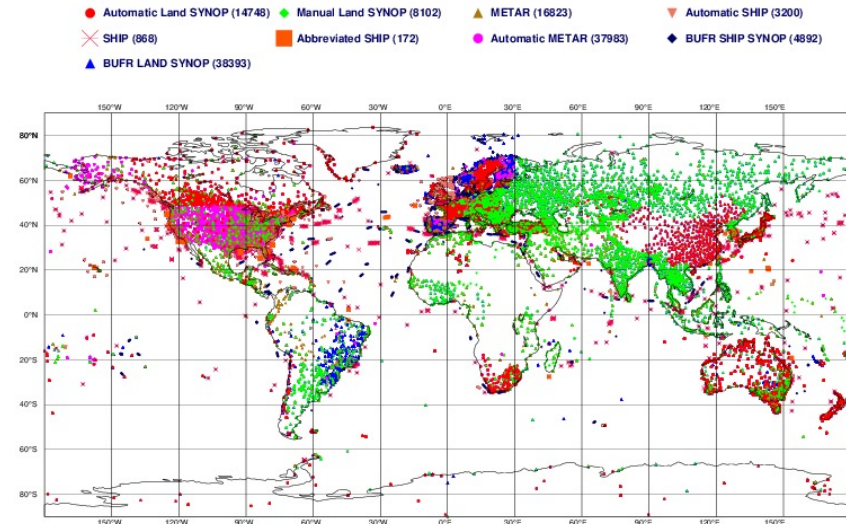 Automatic Land SYNOP (14748) Manual Land SYNOP (8102) METAR (16823) Automatic SHIP (3200)
SHIP (868) Abbreviated SHIP (172) Automatic METAR (37983) BUFR SHIP SYNOP (4892)
BUFR LAND SYNOP (38393)
150°W 120°W 90°W 60°W 30°W 0°E 30°E 60°E 90°E 120°E 150°E
80°N
60°N
40°N
20°N
0°N
20°S
40°S
60°S
80°S
150°W 120°W 90°W 60°W 30°W 0°E 30°E 60°E 90°E 120°E 150°E